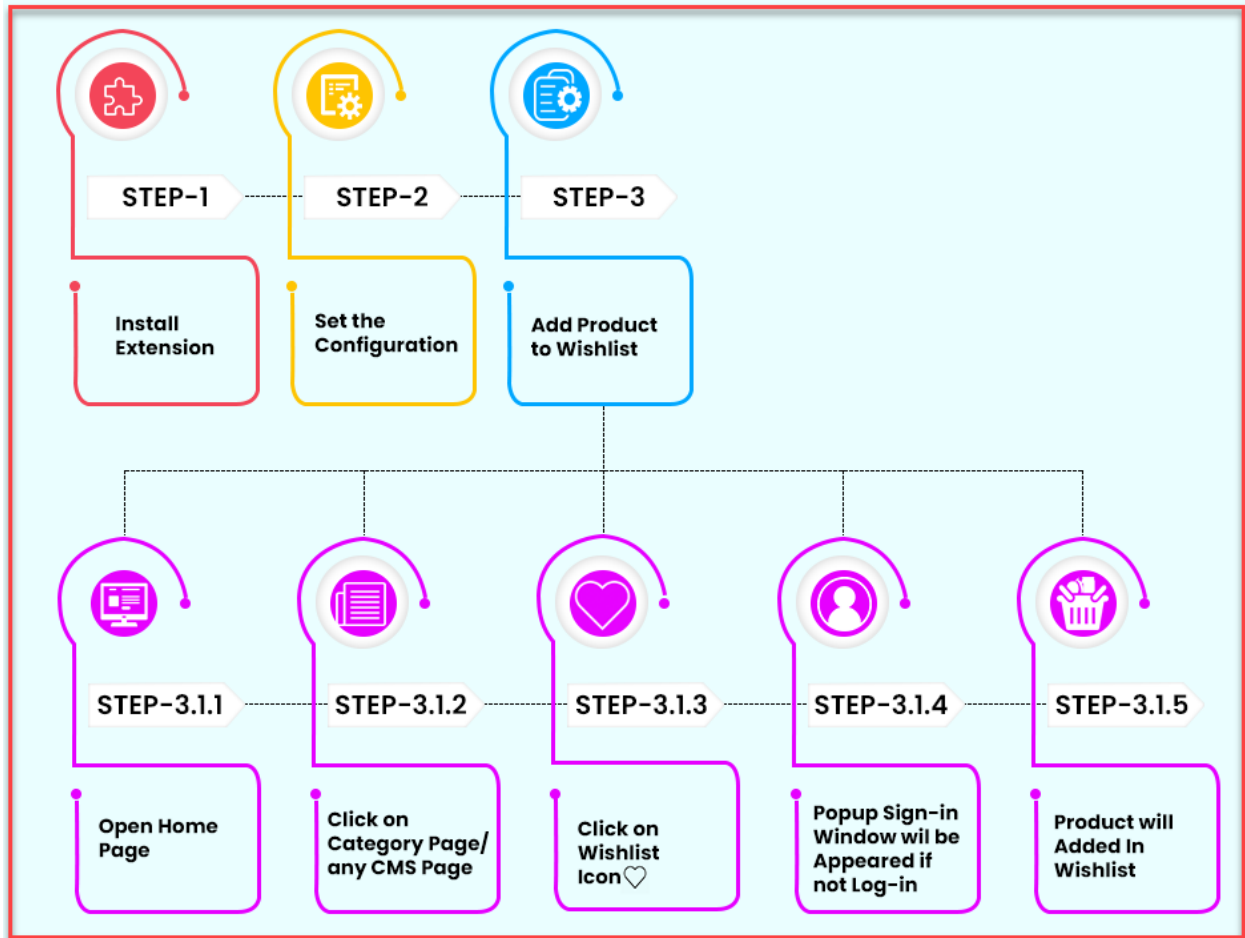 STEP-1
STEP-2
STEP-3
Install
Extension
Set the
Configuration
Add Product
to Wishlist
STEP-3.1.1
STEP-3.1.2
STEP-3.1.3
STEP-3.1.4
STEP-3.1.5
Open Home
Page
Click on
Category Page/
any CMS Page
Click on
Wishlist
Icon♡
Popup Sign-in
Window wil be
Appeared if
not Log-in
Product will
Added In
Wishlist